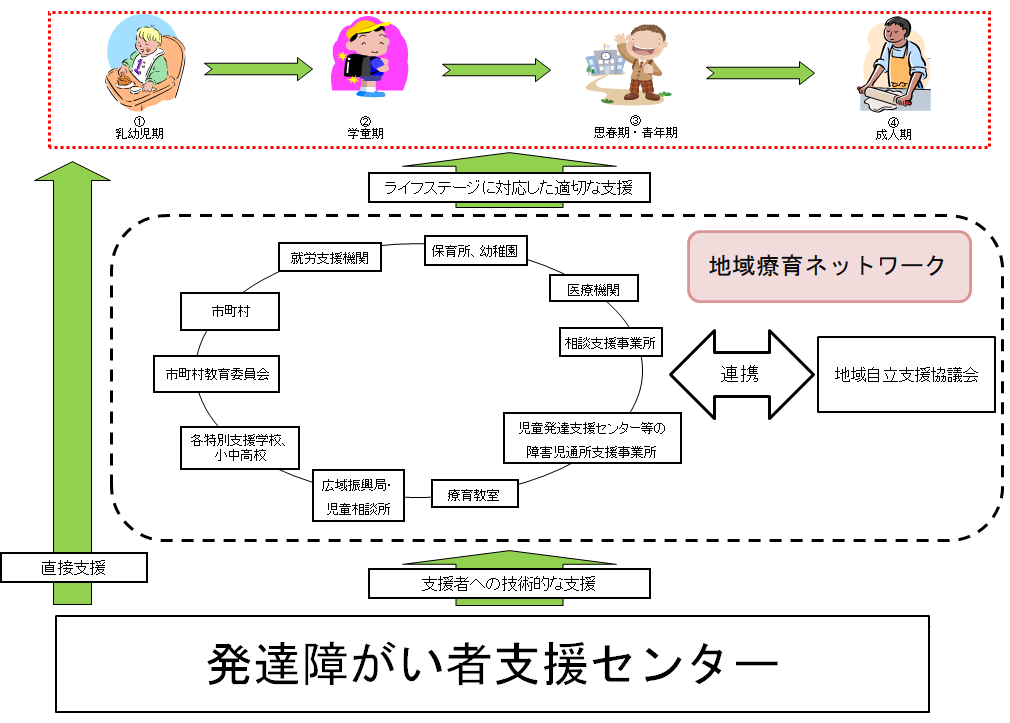 ①
乳幼児期
②
学童期
③
思春期・青年期
④
成人期
ライフステージに対応した適切な支援
就労支援機関
保育所、幼稚園
地域療育ネットワーク
医療機関
市町村
相談支援事業所
市町村教育委員会
連携
地域自立支援協議会
各特別支援学校、
小中高校
児童発達支援センター等の
障害児通所支援事業所
広域振興局・
児童相談所
療育教室
直接支援
支援者への技術的な支援
発達障がい者支援センター